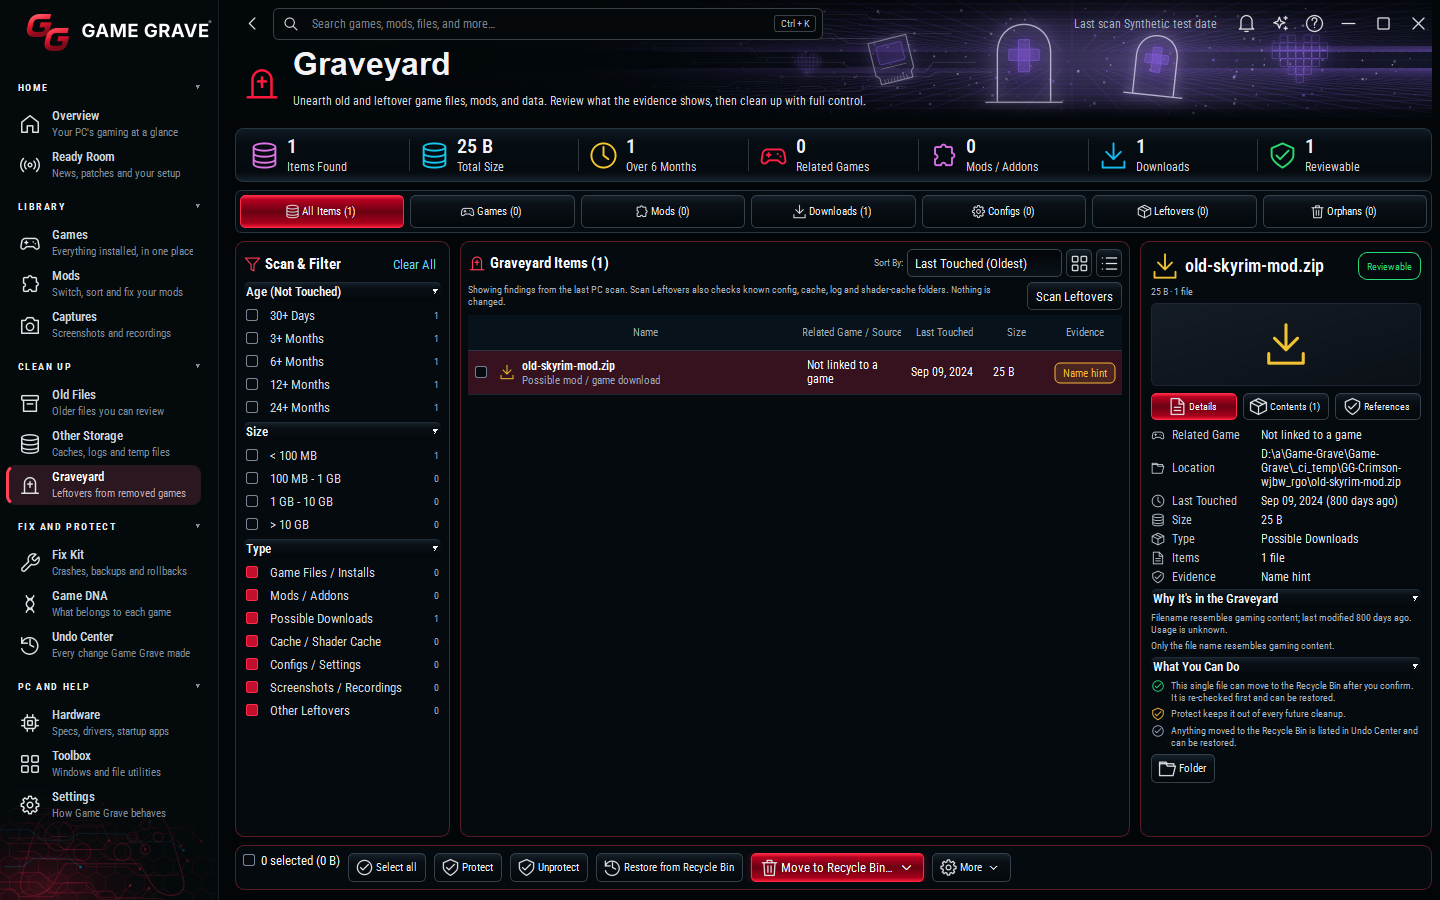 GG GAME GRAVE
Search games, mods, files, and more...
Ctrl + K
Last scan Synthetic test date
Graveyard
Unearth old and leftover game files, mods, and data. Review what the evidence shows, then clean up with full control.
HOME
Overview
Your PC's gaming at a glance
Ready Room
News, patches and your setup
LIBRARY
Games
Everything installed, in one place
Mods
Switch, sort and fix your mods
Captures
Screenshots and recordings
CLEAN UP
Old Files
Older files you can review
Other Storage
Caches, logs and temp files
Graveyard
Leftovers from removed games
FIX AND PROTECT
Fix Kit
Crashes, backups and rollbacks
Game DNA
What belongs to each game
Undo Center
Every change Game Grave made
PC AND HELP
Hardware
Specs, drivers, startup apps
Toolbox
Windows and file utilities
Settings
How Game Grave behaves
1
Items Found
25 B
Total Size
1
Over 6 Months
0
Related Games
0
Mods / Addons
1
Downloads
1
Reviewable
All Items (1)
Games (0)
Mods (0)
Downloads (1)
Configs (0)
Leftovers (0)
Orphans (0)
Scan & Filter
Clear All
Age (Not Touched)
30+ Days 1
3+ Months 1
6+ Months 1
12+ Months 1
24+ Months 1
Size
< 100 MB 1
100 MB - 1 GB 0
1 GB - 10 GB 0
> 10 GB 0
Type
Game Files / Installs 0
Mods / Addons 0
Possible Downloads 1
Cache / Shader Cache 0
Configs / Settings 0
Screenshots / Recordings 0
Other Leftovers 0
Graveyard Items (1)
Sort By:
Last Touched (Oldest)
Showing findings from the last PC scan. Scan Leftovers also checks known config, cache, log and shader-cache folders. Nothing is
changed.
Scan Leftovers
Name Related Game / Source Last Touched Size Evidence
old-skyrim-mod.zip
Possible mod / game download
Not linked to a
game
Sep 09, 2024
25 B
Name hint
old-skyrim-mod.zip
Reviewable
25 B · 1 file
Details
Contents (1)
References
Related Game Not linked to a game
Location
D:\a\Game-Grave\Game-
Grave\_ci_temp\GG-Crimson-
wjbw_rgo\old-skyrim-mod.zip
Last Touched Sep 09, 2024 (800 days ago)
Size 25 B
Type Possible Downloads
Items 1 file
Evidence Name hint
Why It's in the Graveyard
Filename resembles gaming content; last modified 800 days ago.
Usage is unknown.
Only the file name resembles gaming content.
What You Can Do
This single file can move to the Recycle Bin after you confirm.
It is re-checked first and can be restored.
Protect keeps it out of every future cleanup.
Anything moved to the Recycle Bin is listed in Undo Center and
can be restored.
Folder
0 selected (0 B)
Select all
Protect
Unprotect
Restore from Recycle Bin
Move to Recycle Bin...
More